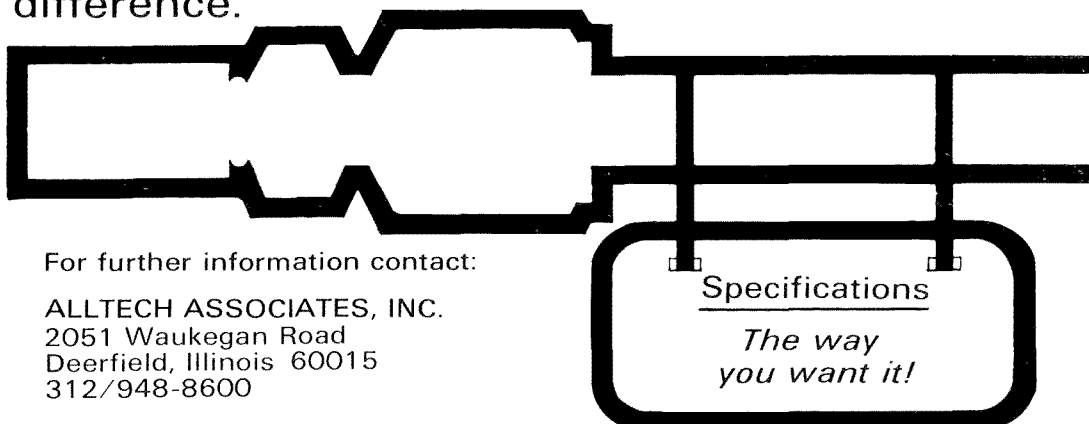 difference.
For further information contact:
ALLTECH ASSOCIATES, INC.
2051 Waukegan Road
Deerfield, Illinois 60015
312/948-8600
Specifications
The way
you want it!